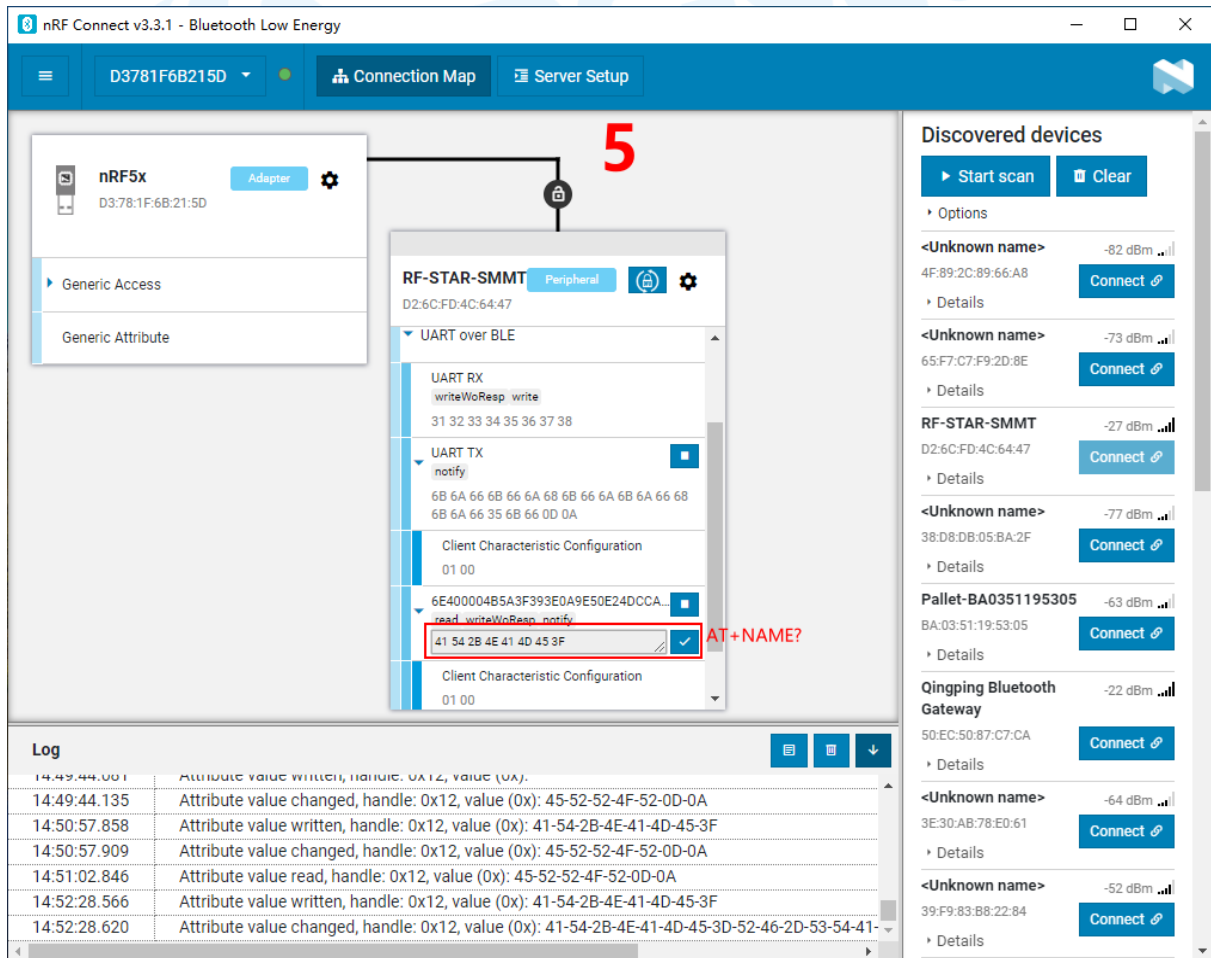 nRF Connect v3.3.1 - Bluetooth Low Energy
D3781F6B215D
Connection Map
Server Setup
5
nRF5x
Adapter
D3:78:1F:6B:21:5D
Generic Access
Generic Attribute
RF-STAR-SMMT
Peripheral
D2:6C:FD:4C:64:47
UART over BLE
UART RX
writeWoResp write
31 32 33 34 35 36 37 38
UART TX
notify
6B 6A 66 6B 66 6A 68 6B 66 6A 6B 6A 66 68
6B 6A 66 35 6B 66 0D 0A
Client Characteristic Configuration
01 00
6E400004B5A3F393E0A9E50E24DCCA...
read writeWoResp notify
41 54 2B 4E 41 4D 45 3F
AT+NAME?
Client Characteristic Configuration
01 00
Log
14:49:44.081 Attribute value written, handle: 0x12, value (0x):
14:49:44.135 Attribute value changed, handle: 0x12, value (0x): 45-52-52-4F-52-0D-0A
14:50:57.858 Attribute value written, handle: 0x12, value (0x): 41-54-2B-4E-41-4D-45-3F
14:50:57.909 Attribute value changed, handle: 0x12, value (0x): 45-52-52-4F-52-0D-0A
14:51:02.846 Attribute value read, handle: 0x12, value (0x): 45-52-52-4F-52-0D-0A
14:52:28.566 Attribute value written, handle: 0x12, value (0x): 41-54-2B-4E-41-4D-45-3F
14:52:28.620 Attribute value changed, handle: 0x12, value (0x): 41-54-2B-4E-41-4D-45-3D-52-46-2D-53-54-41-
Discovered devices
Start scan
Clear
Options
<Unknown name> -82 dBm
4F:89:2C:89:66:A8
Connect
Details
<Unknown name> -73 dBm
65:F7:C7:F9:2D:8E
Connect
Details
RF-STAR-SMMT -27 dBm
D2:6C:FD:4C:64:47
Connect
Details
<Unknown name> -77 dBm
38:D8:DB:05:BA:2F
Connect
Details
Pallet-BA0351195305 -63 dBm
BA:03:51:19:53:05
Connect
Details
Qingping Bluetooth -22 dBm
Gateway
50:EC:50:87:C7:CA
Connect
Details
<Unknown name> -64 dBm
3E:30:AB:78:E0:61
Connect
Details
<Unknown name> -52 dBm
39:F9:83:B8:22:84
Connect
Details